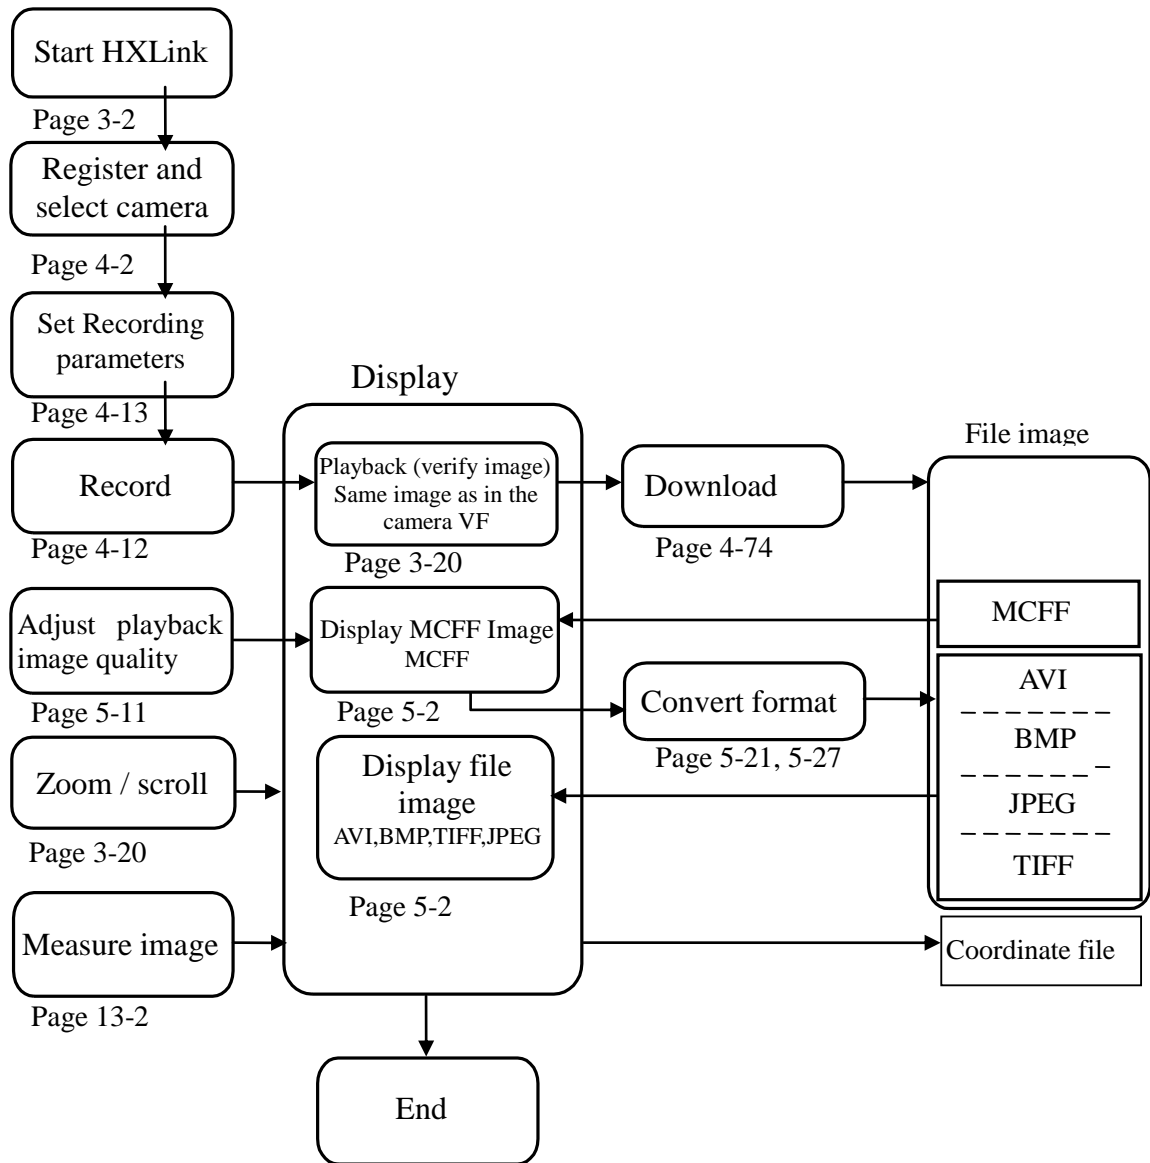 Start HXLink
Page 3-2
Register and
select camera
Page 4-2
Set Recording
parameters
Page 4-13
Record
Page 4-12
Adjust playback
image quality
Page 5-11
Zoom / scroll
Page 3-20
Measure image
Page 13-2
Display
Playback (verify image)
Same image as in the
camera VF
Page 3-20
Display MCFF Image
MCFF
Page 5-2
Display file
image
AVI,BMP,TIFF,JPEG
Page 5-2
End
Download
Page 4-74
Convert format
Page 5-21, 5-27
File image
MCFF
AVI
BMP
JPEG
TIFF
Coordinate file